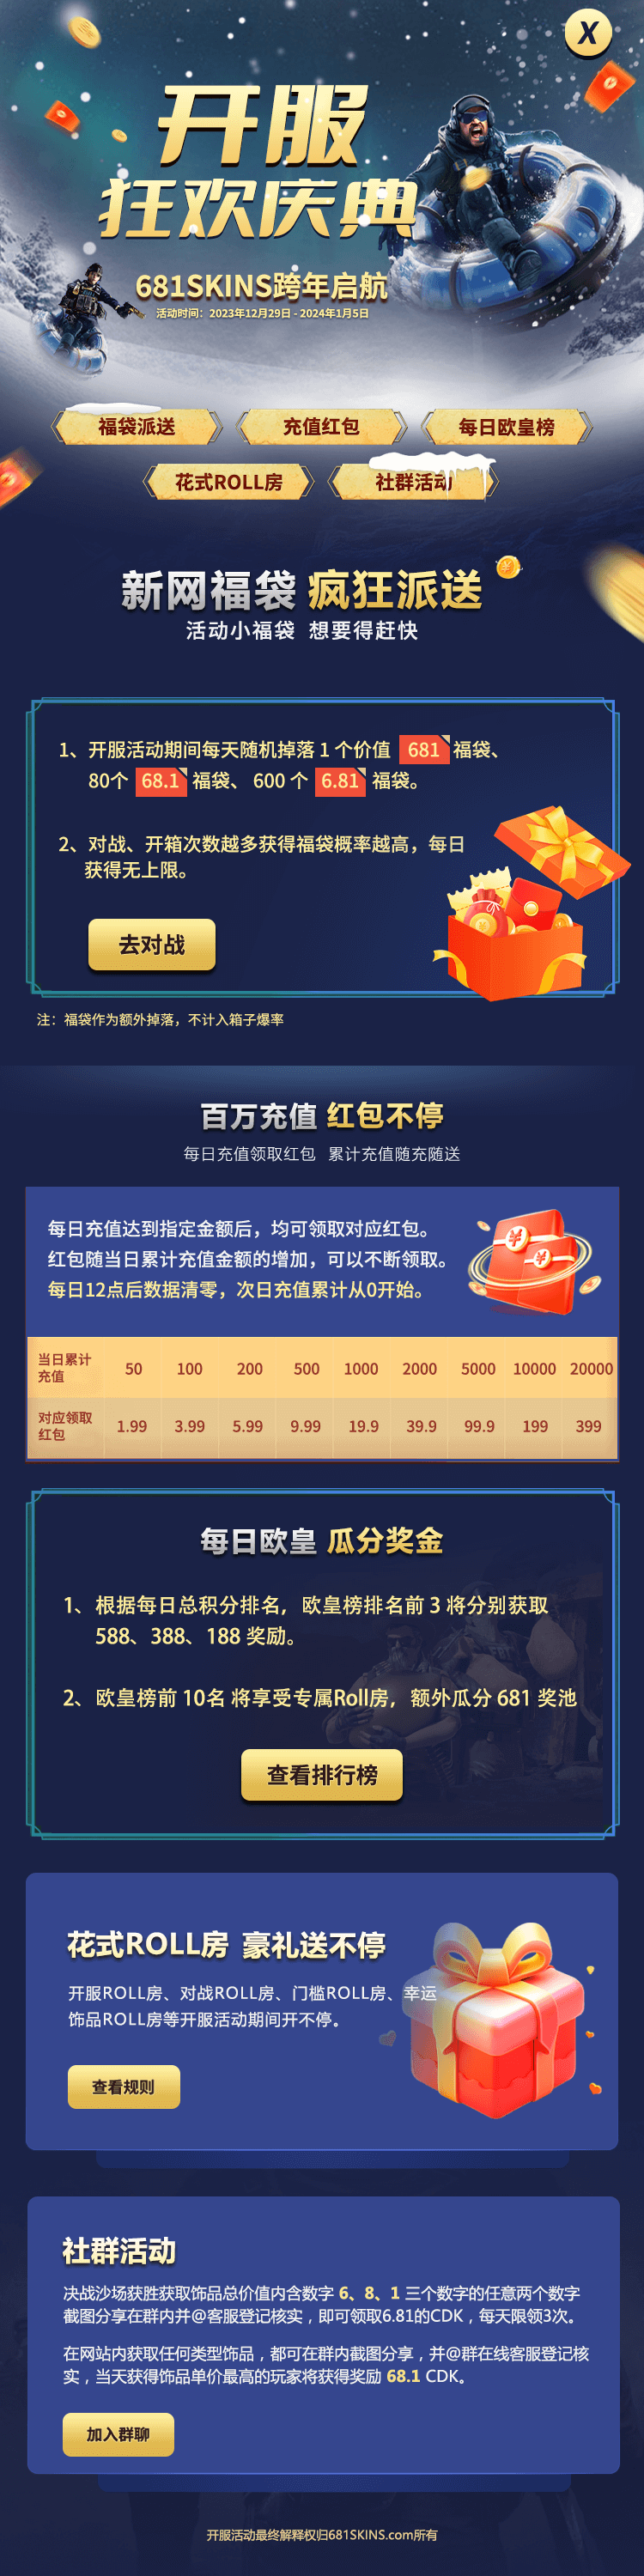 X
开服
狂欢庆典
681SKINS跨年启航
活动时间：2023年12月29日 - 2024年1月5日
福袋派送 充值红包 每日欧皇榜
花式ROLL房 社群活动
新网福袋 疯狂派送
活动小福袋 想要得赶快
1、开服活动期间每天随机掉落 1 个价值 681 福袋、
80个 68.1 福袋、 600 个 6.81 福袋。
2、对战、开箱次数越多获得福袋概率越高，每日
获得无上限。
去对战
注：福袋作为额外掉落，不计入箱子爆率
百万充值 红包不停
每日充值领取红包 累计充值随充随送
每日充值达到指定金额后，均可领取对应红包。
红包随当日累计充值金额的增加，可以不断领取。
每日12点后数据清零，次日充值累计从0开始。
当日累计
充值 50 100 200 500 1000 2000 5000 10000 20000
对应领取
红包 1.99 3.99 5.99 9.99 19.9 39.9 99.9 199 399
每日欧皇 瓜分奖金
1、根据每日总积分排名，欧皇榜排名前 3 将分别获取
588、388、188 奖励。
2、欧皇榜前 10名 将享受专属Roll房，额外瓜分 681 奖池
查看排行榜
花式ROLL房 豪礼送不停
开服ROLL房、对战ROLL房、门槛ROLL房、幸运
饰品ROLL房等开服活动期间开不停。
查看规则
社群活动
决战沙场获胜获取饰品总价值内含数字 6、8、1 三个数字的任意两个数字
截图分享在群内并@客服登记核实，即可领取6.81的CDK，每天限领3次。
在网站内获取任何类型饰品，都可在群内截图分享，并@群在线客服登记核
实，当天获得饰品单价最高的玩家将获得奖励 68.1 CDK。
加入群聊
开服活动最终解释权归681SKINS.com所有